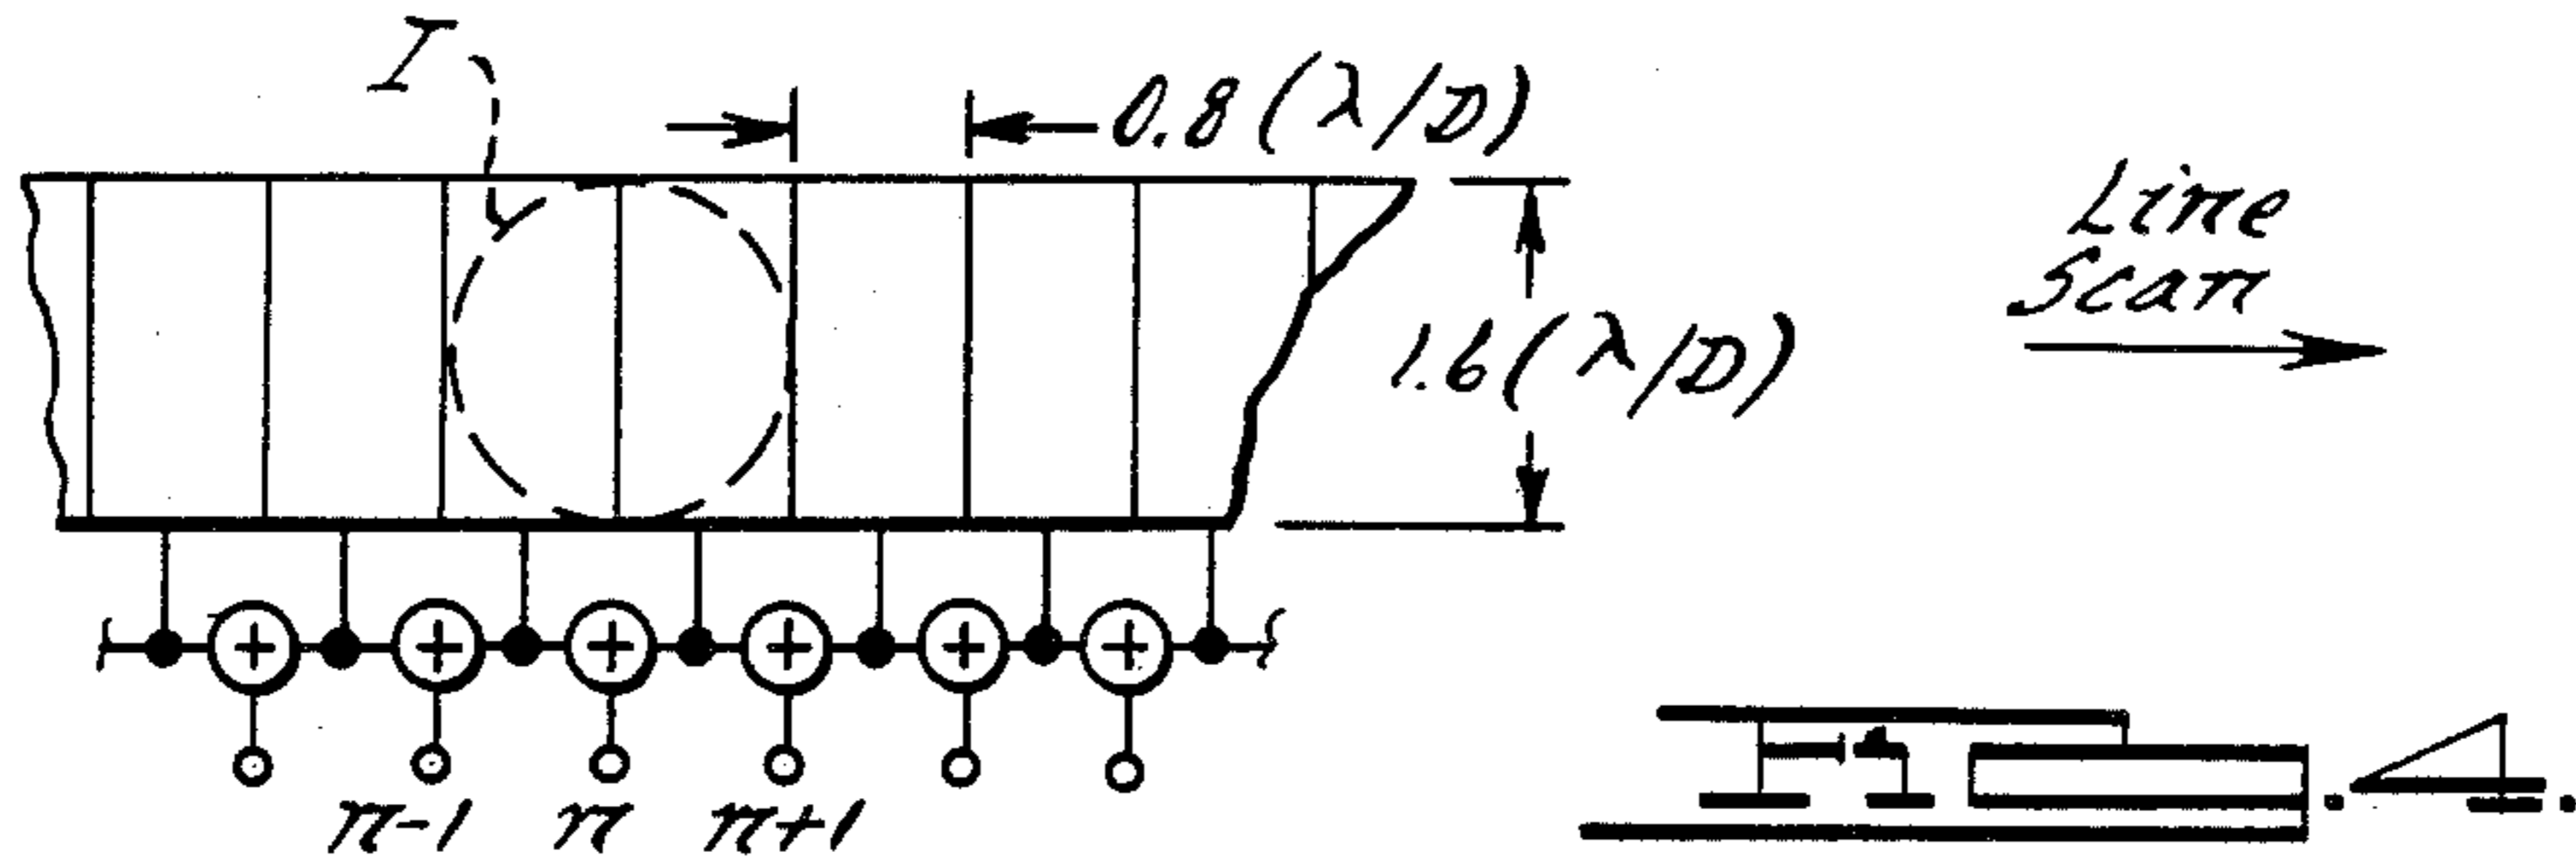 I
0.8 (λ/D)
Line
Scan
1.6 (λ/D)
+ + + + + +
n-1 n n+1
Fig. 4.